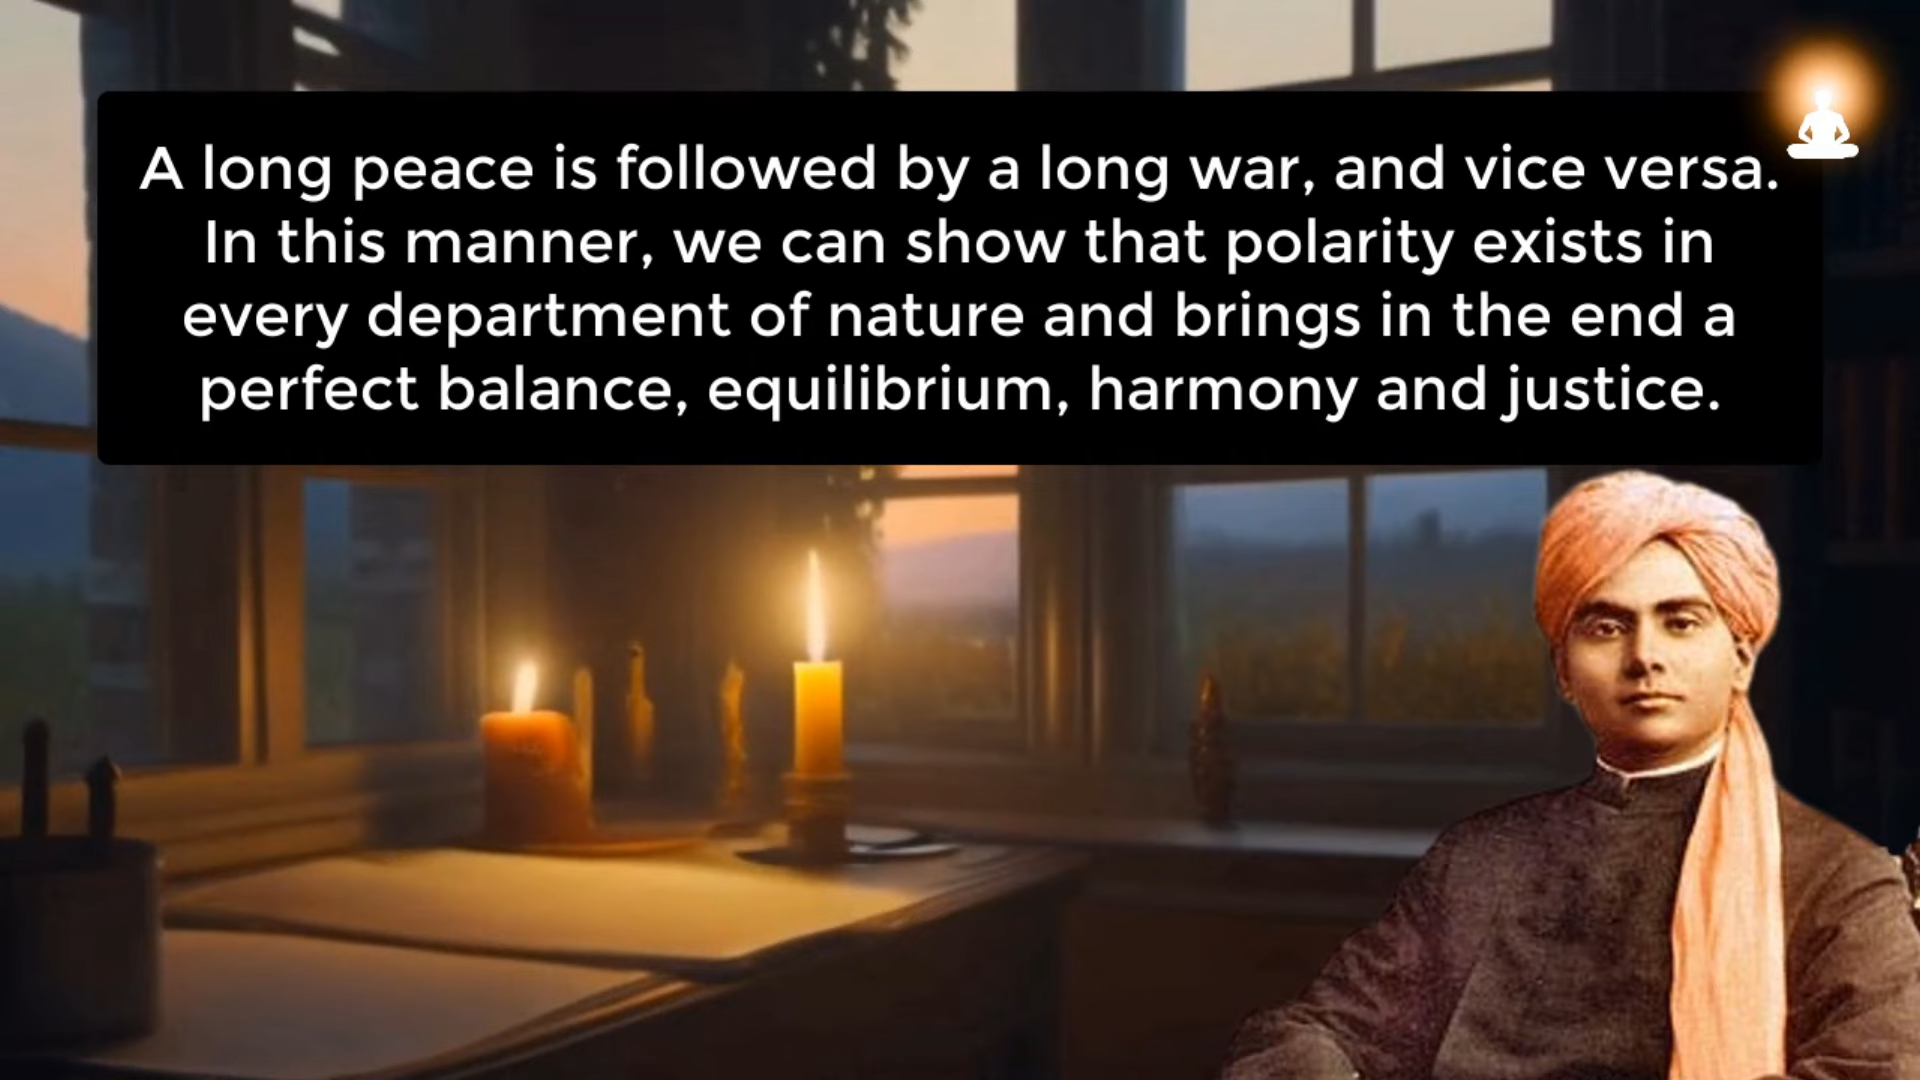 A long peace is followed by a long war, and vice versa.
In this manner, we can show that polarity exists in
every department of nature and brings in the end a
perfect balance, equilibrium, harmony and justice.